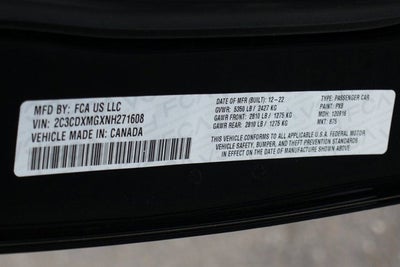 MFD BY: FCA US LLC
VIN: 2C3CDXMGXNH271608
VEHICLE MADE IN: CANADA
DATE OF MFR: 12-22
GVWR: 5350 LB / 2427 KG
GAWR FRONT: 2810 LB / 1275 KG
GAWR REAR: 2810 LB / 1275 KG
TYPE: PASSENGER CAR
PAINT: PX8
MDH: 120916
MKT: 675
THIS VEHICLE CONFORMS TO ALL APPLICABLE FEDERAL MOTOR
VEHICLE SAFETY, BUMPER, AND THEFT PREVENTION STANDARDS
IN EFFECT ON THE DATE OF MANUFACTURE SHOWN ABOVE.